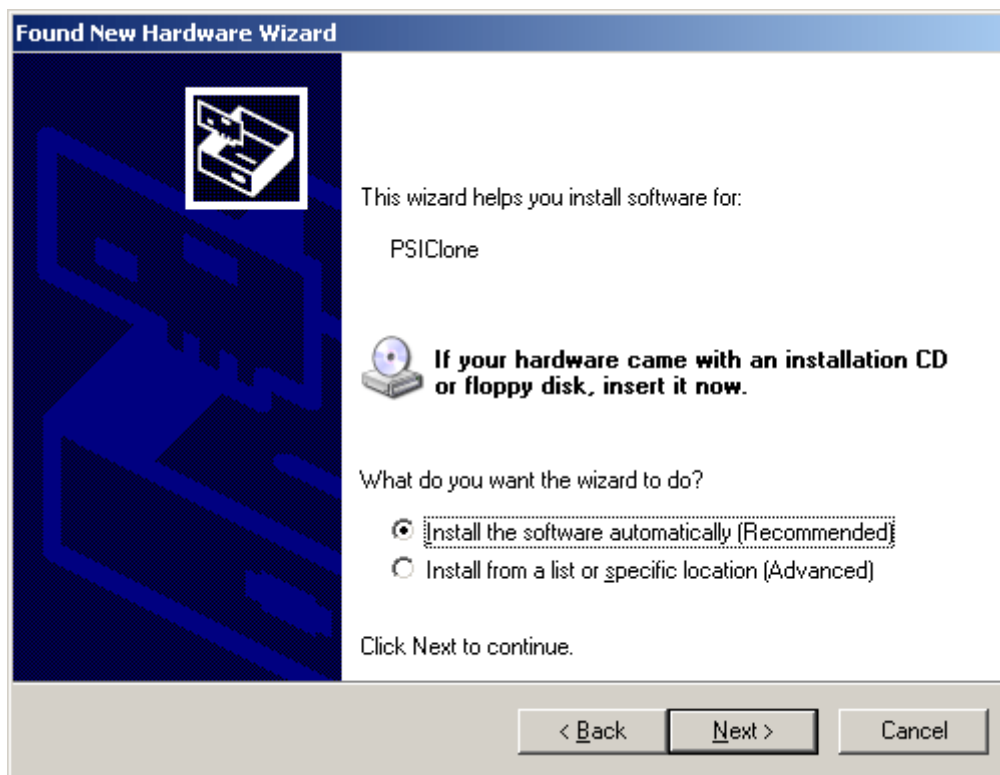 Found New Hardware Wizard
This wizard helps you install software for:
PSIClone
If your hardware came with an installation CD
or floppy disk, insert it now.
What do you want the wizard to do?
Install the software automatically (Recommended)
Install from a list or specific location (Advanced)
Click Next to continue.
< Back
Next >
Cancel